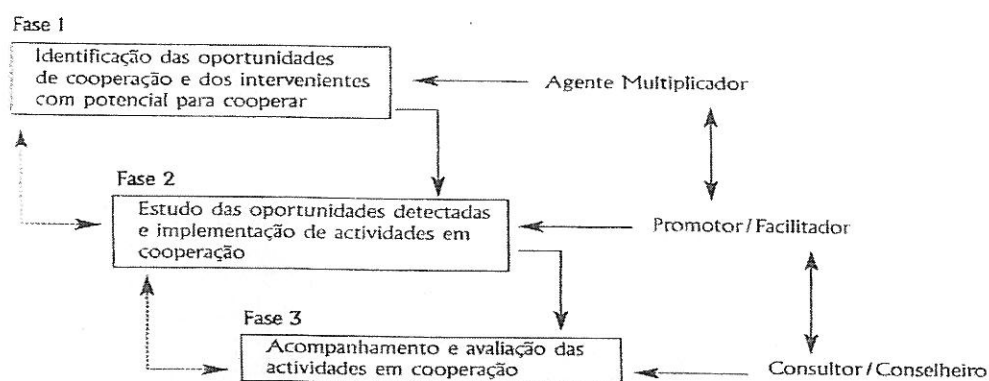 Fase 1
Identificação das oportunidades
de cooperação e dos intervenientes
com potencial para cooperar
Agente Multiplicador
Fase 2
Estudo das oportunidades detectadas
e implementação de actividades em
cooperação
Promotor/Facilitador
Fase 3
Acompanhamento e avaliação das
actividades em cooperação
Consultor/Conselheiro